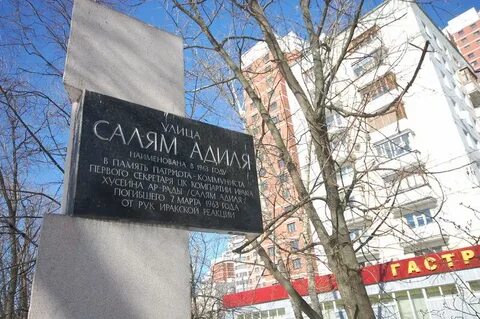 УЛИЦА
САЛЯМ АДИЛЯ
НАИМЕНОВАНА В 1963 ГОДУ
В ПАМЯТЬ ПАТРИОТА-КОММУНИСТА
ПЕРВОГО СЕКРЕТАРЯ ЦК КОМПАРТИИ ИРАКА
ХУСЕЙНА АР-РАДЫ /САЛЯМ АДИЛЯ/
ПОГИБШЕГО 7 МАРТА 1963 ГОДА
ОТ РУК ИРАКСКОЙ РЕАКЦИИ
ГАСТР